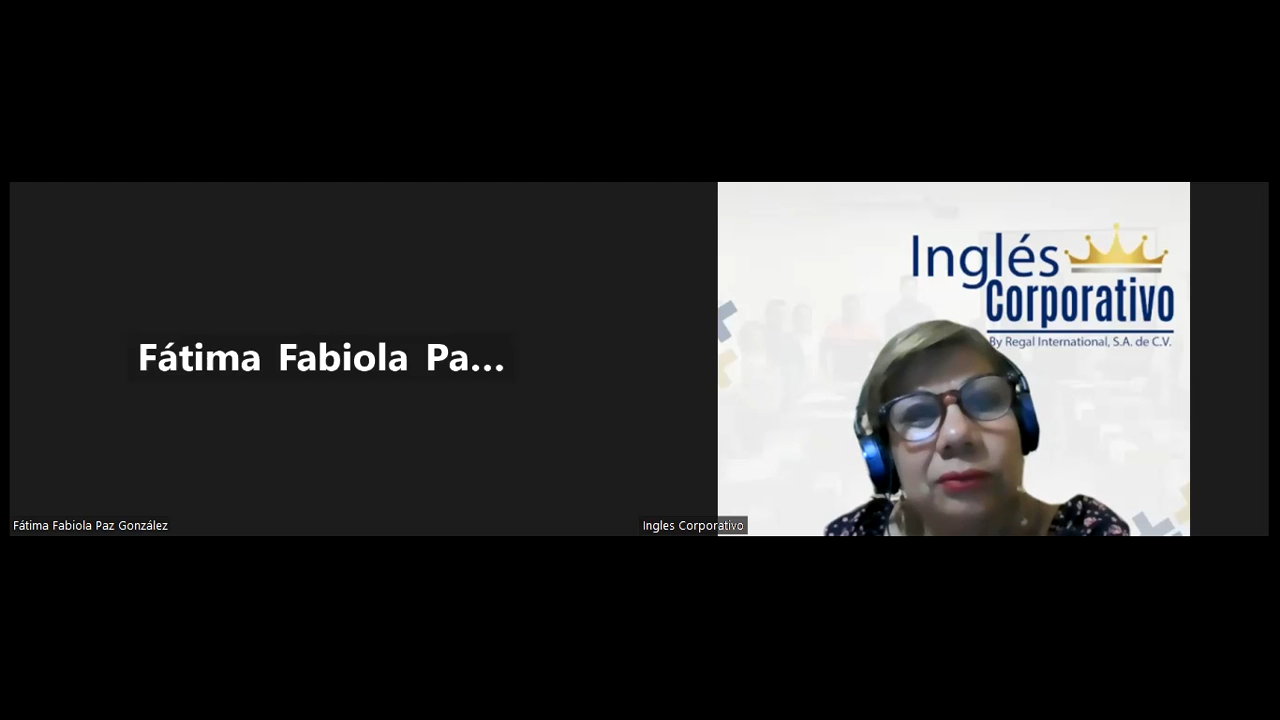 Fátima Fabiola Pa...
Fátima Fabiola Paz González
Inglés
Corporativo
By Regal International, S.A. de C.V.
Ingles Corporativo